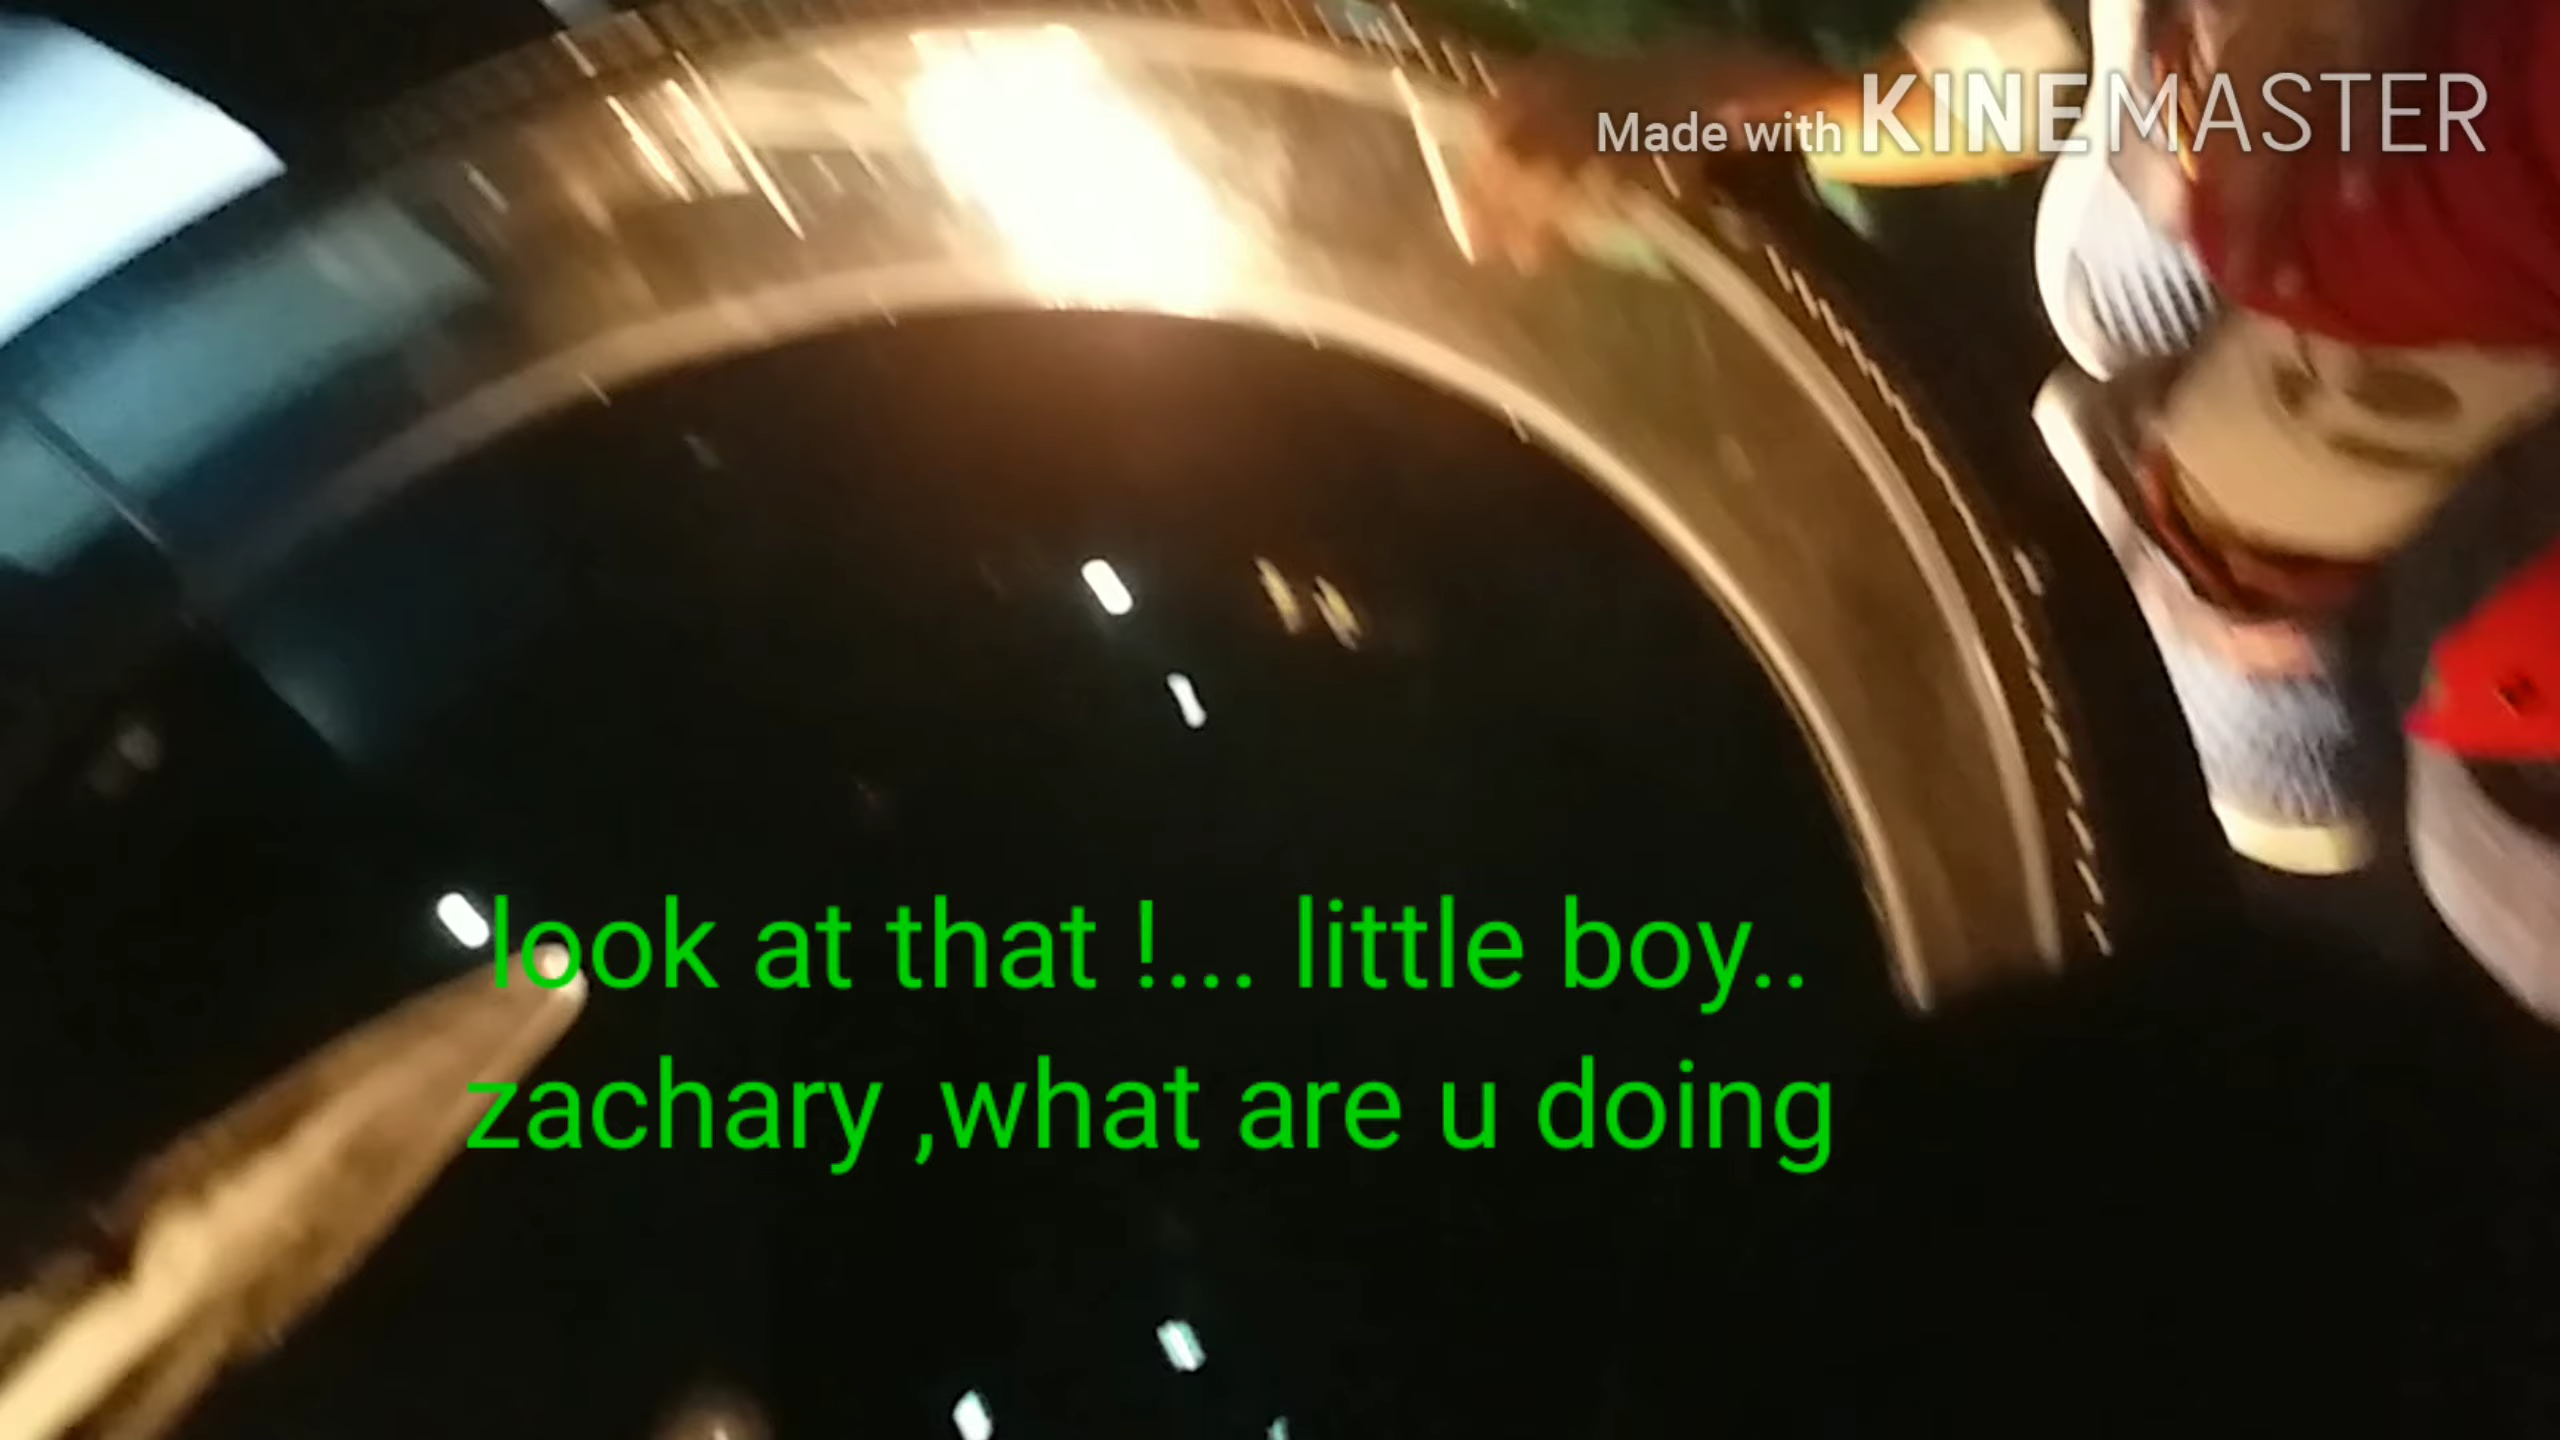 Made with KINEMASTER
look at that !... little boy..
zachary ,what are u doing